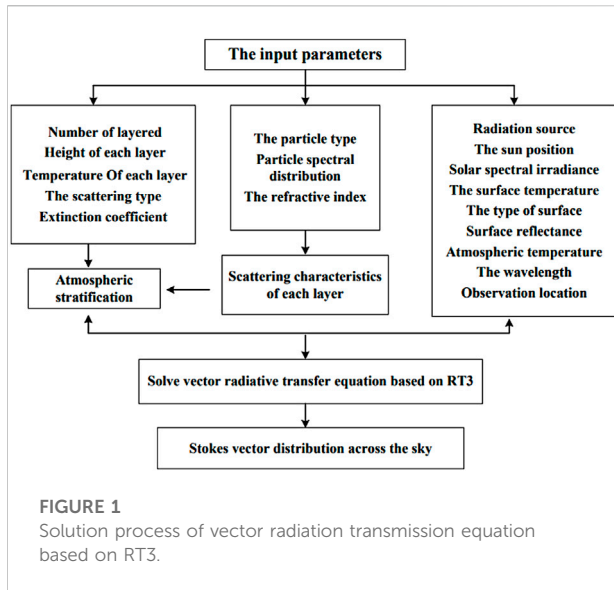 The input parameters
Number of layered
Height of each layer
Temperature Of each layer
The scattering type
Extinction coefficient
The particle type
Particle spectral
distribution
The refractive index
Radiation source
The sun position
Solar spectral irradiance
The surface temperature
The type of surface
Surface reflectance
Atmospheric temperature
The wavelength
Observation location
Atmospheric
stratification
Scattering characteristics
of each layer
Solve vector radiative transfer equation based on RT3
Stokes vector distribution across the sky
FIGURE 1
Solution process of vector radiation transmission equation
based on RT3.